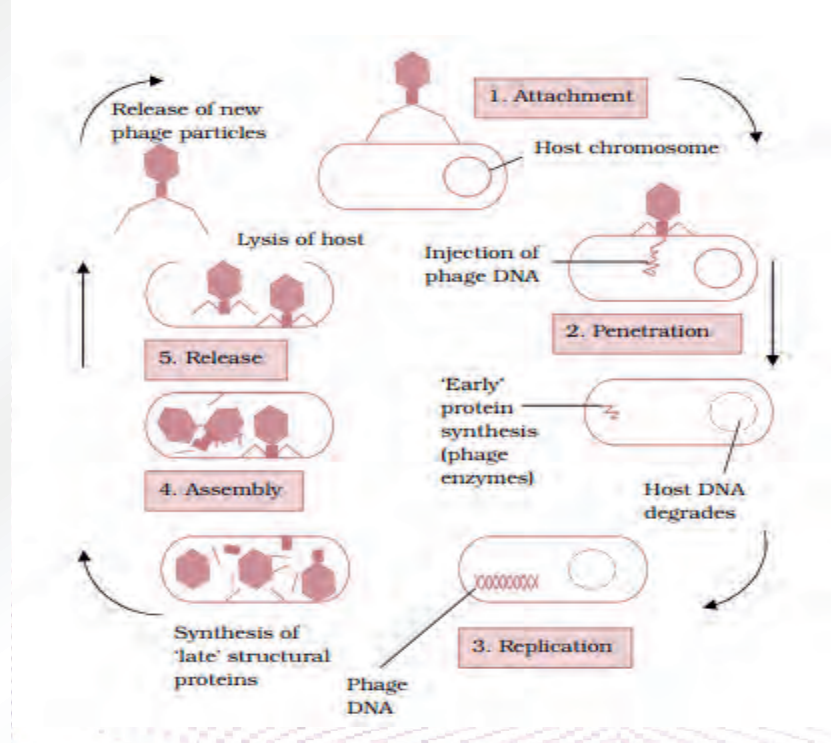 1. Attachment
Host chromosome
Injection of
phage DNA
2. Penetration
'Early'
protein
synthesis
(phage
enzymes)
Host DNA
degrades
3. Replication
Phage
DNA
Synthesis of
'late' structural
proteins
4. Assembly
5. Release
Lysis of host
Release of new
phage particles